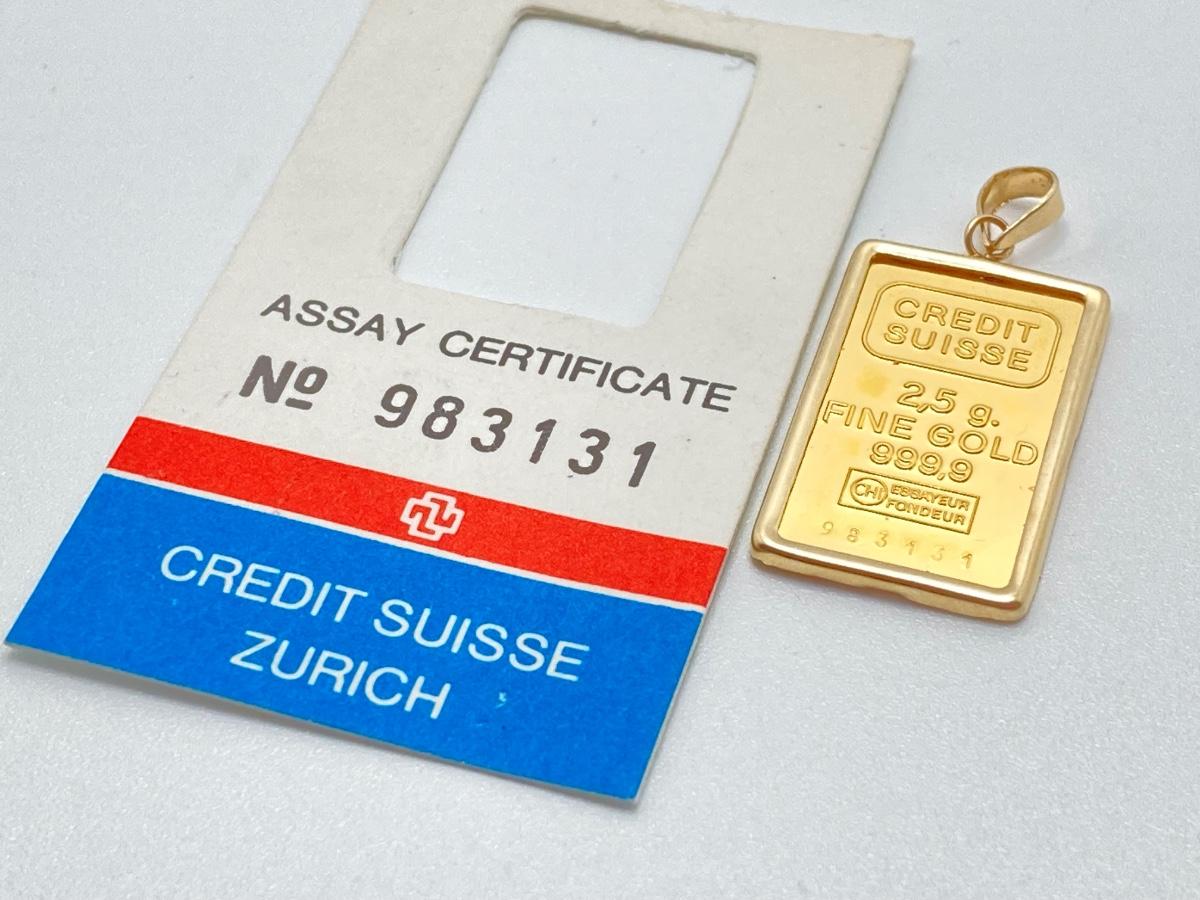 ASSAY CERTIFICATE
Nº 983131
CREDIT SUISSE
ZURICH
CREDIT
SUISSE
2,5 g.
FINE GOLD
999,9
CHI ESSAYEUR
FONDEUR
983131